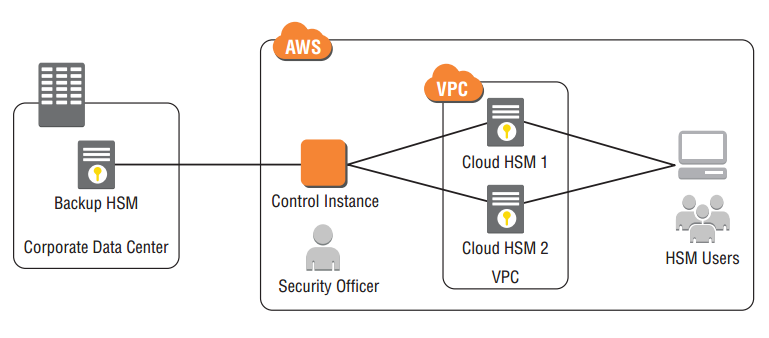 AWS
VPC
Cloud HSM 1
Backup HSM
Control Instance
Corporate Data Center
Cloud HSM 2
HSM Users
VPC
Security Officer